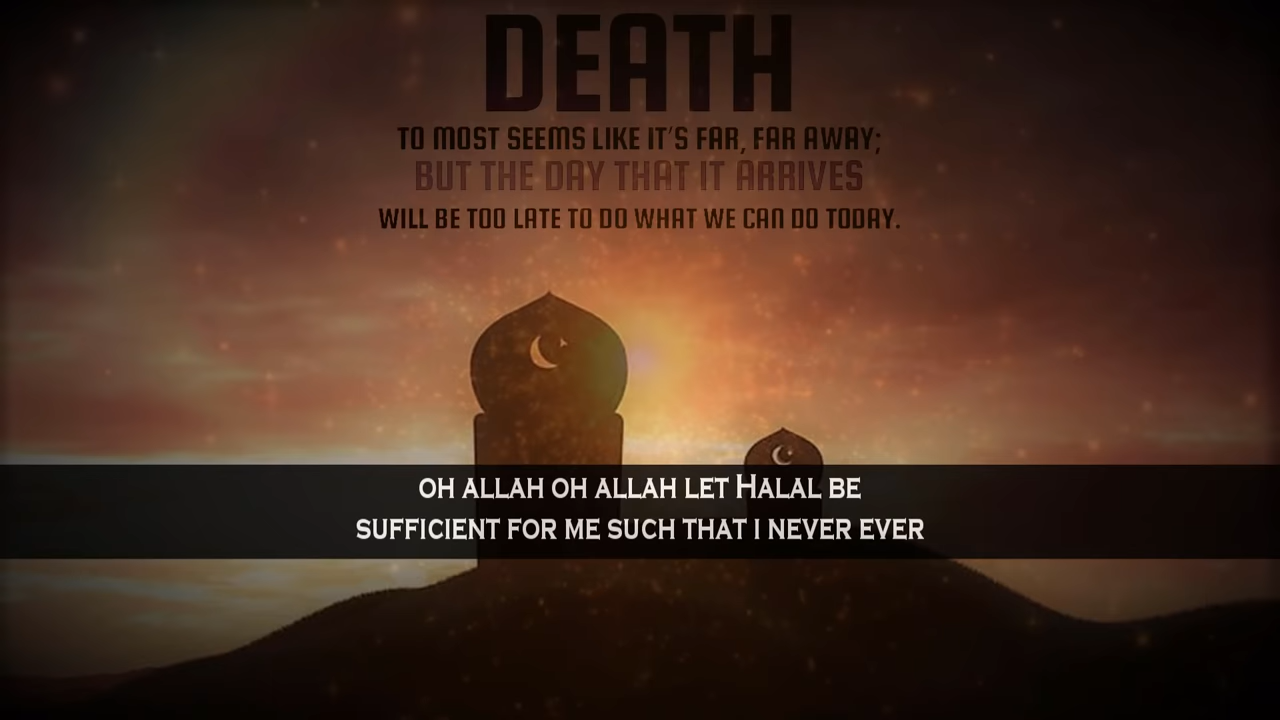 DEATH
TO MOST SEEMS LIKE IT'S FAR, FAR AWAY;
BUT THE DAY THAT IT ARRIVES
WILL BE TOO LATE TO DO WHAT WE CAN DO TODAY.
OH ALLAH OH ALLAH LET HALAL BE
SUFFICIENT FOR ME SUCH THAT I NEVER EVER